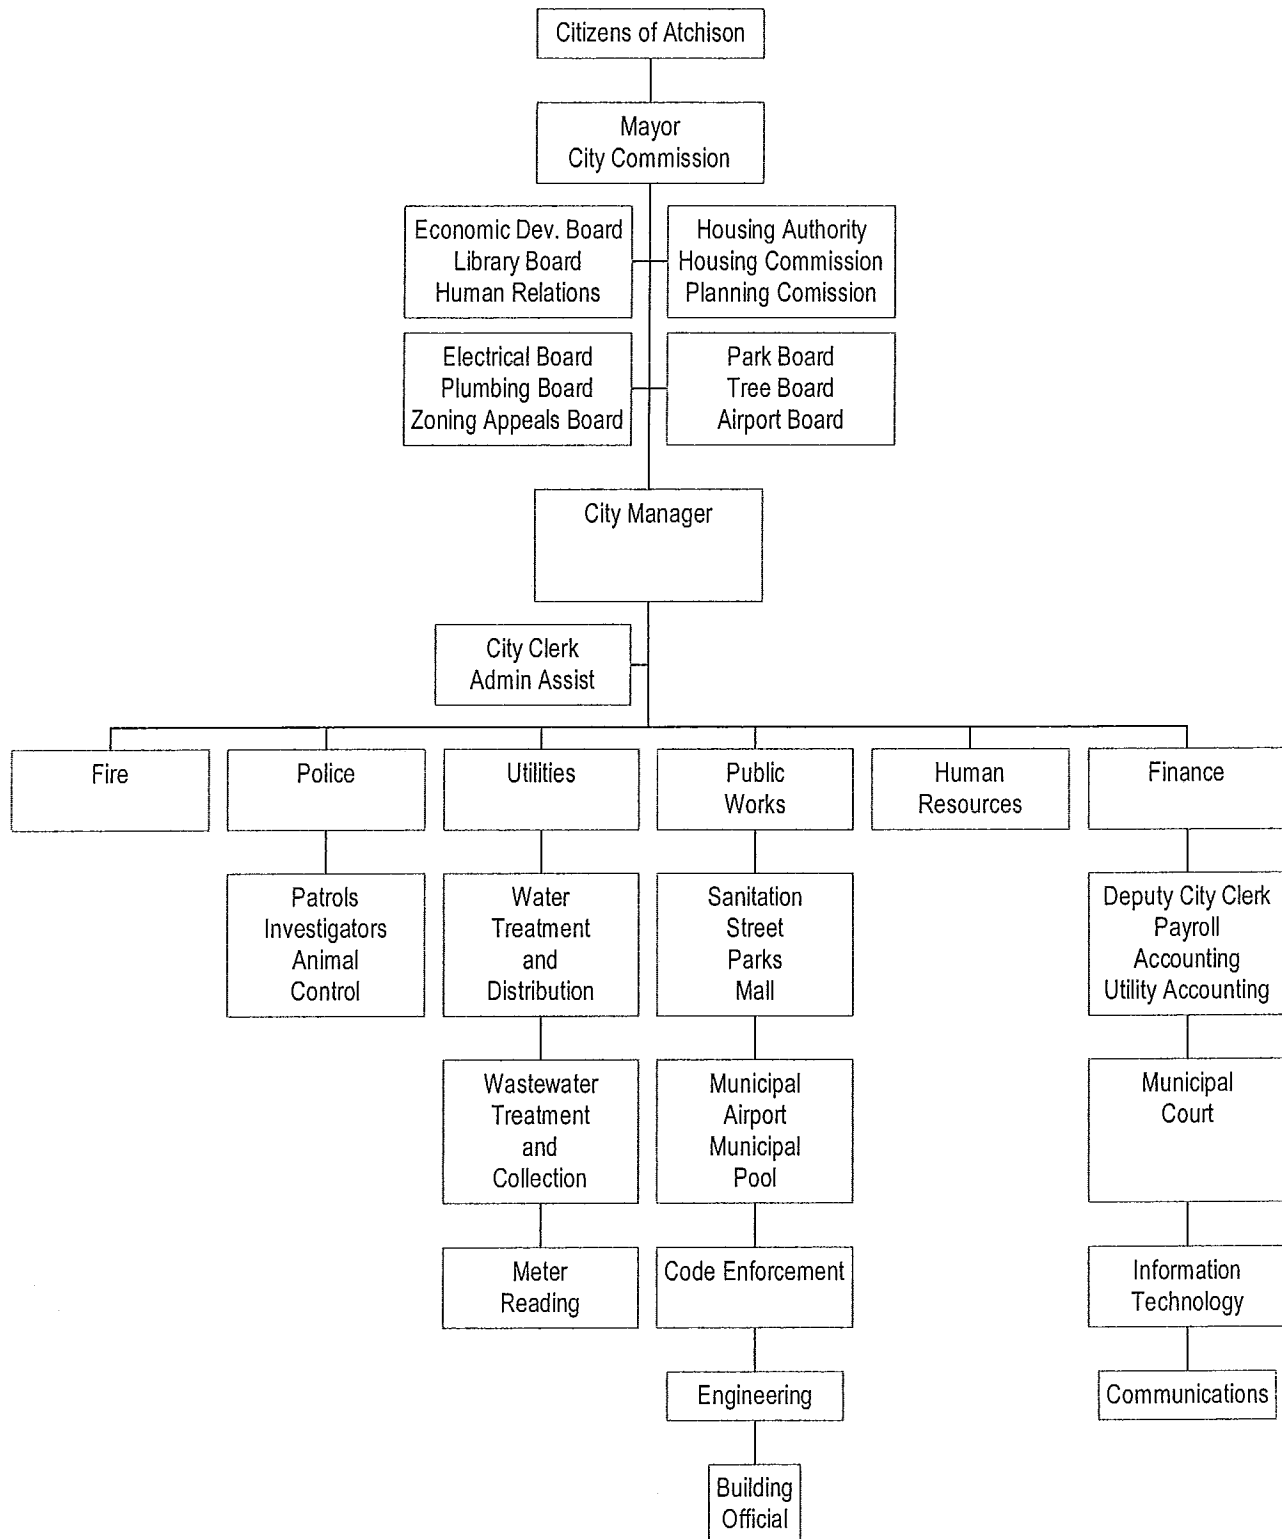 Citizens of Atchison
Mayor
City Commission
Economic Dev. Board
Library Board
Human Relations
Housing Authority
Housing Commission
Planning Comission
Electrical Board
Plumbing Board
Zoning Appeals Board
Park Board
Tree Board
Airport Board
City Manager
City Clerk
Admin Assist
Fire
Police
Utilities
Public
Works
Human
Resources
Finance
Patrols
Investigators
Animal
Control
Water
Treatment
and
Distribution
Sanitation
Street
Parks
Mall
Deputy City Clerk
Payroll
Accounting
Utility Accounting
Wastewater
Treatment
and
Collection
Municipal
Airport
Municipal
Pool
Municipal
Court
Meter
Reading
Code Enforcement
Information
Technology
Engineering
Communications
Building
Official